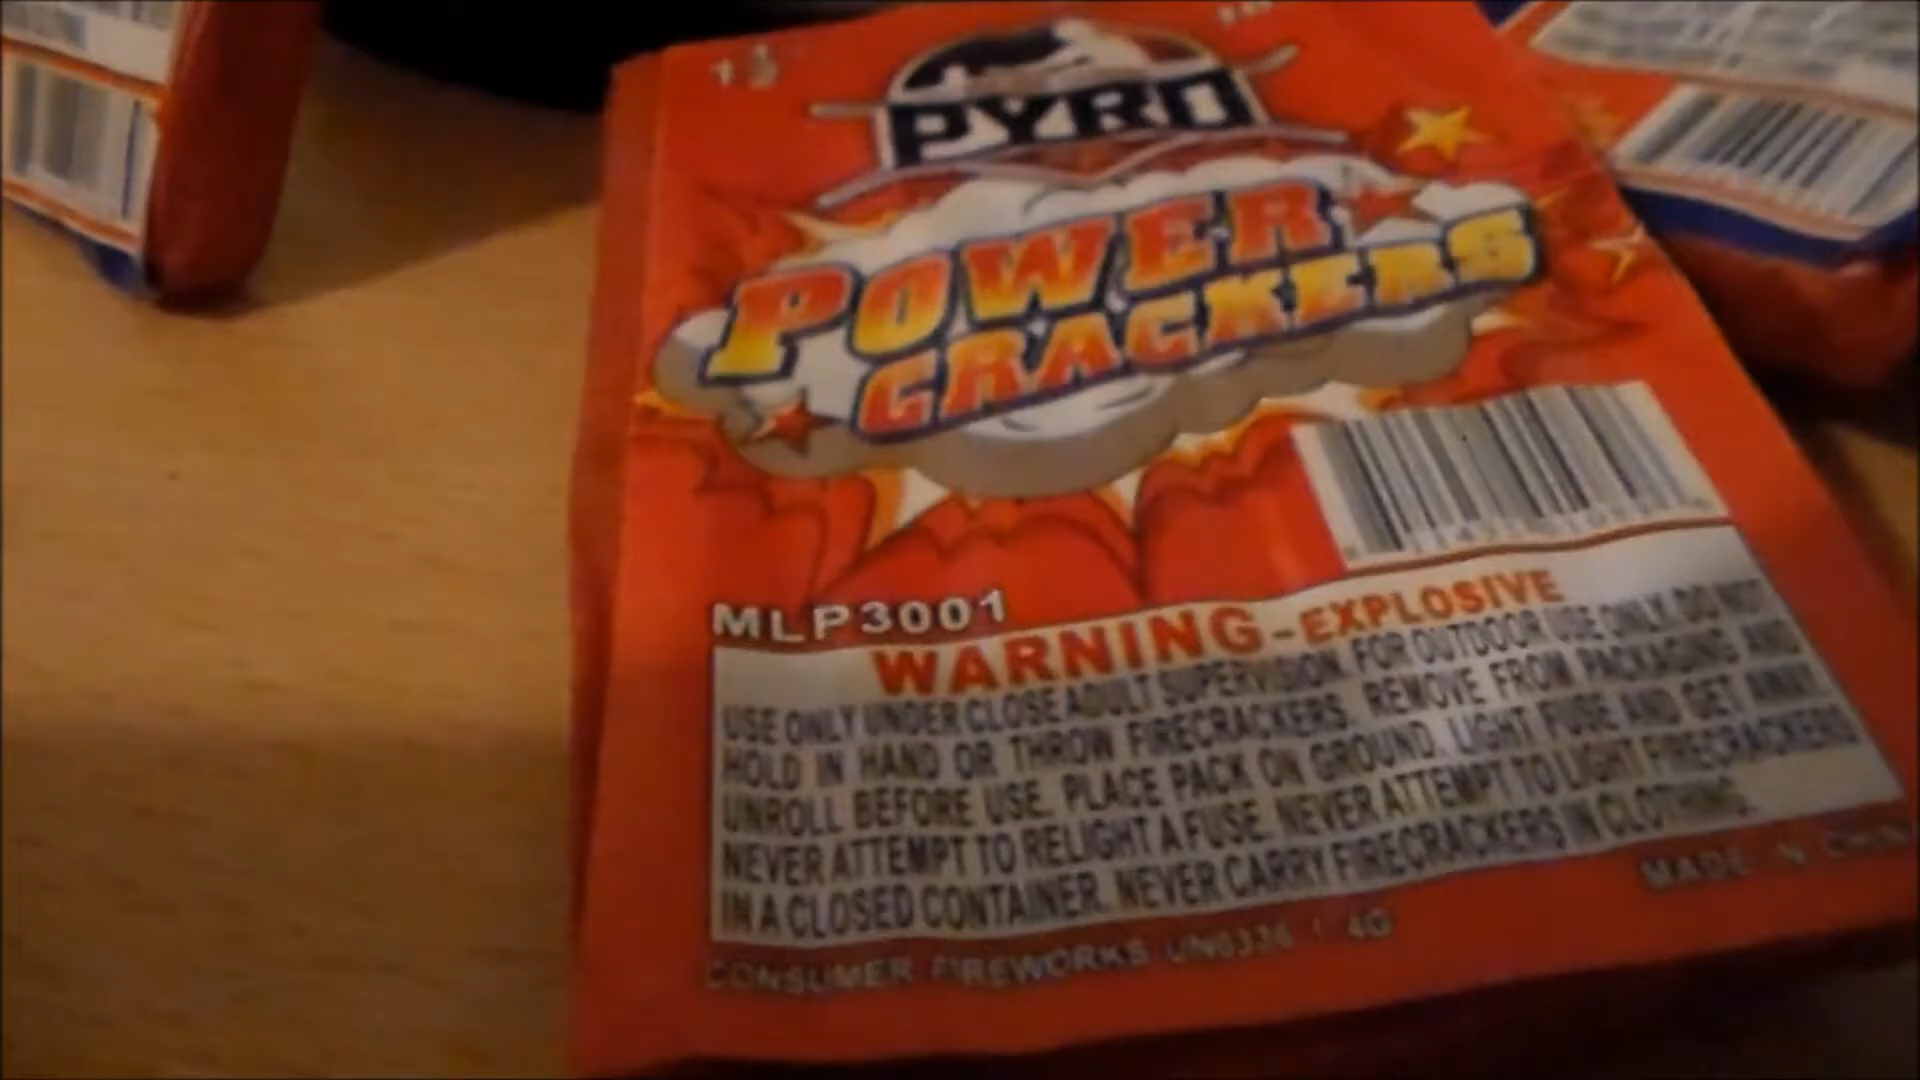 PYRO
POWER
CRACKERS
MLP3001
WARNING-EXPLOSIVE
USE ONLY UNDER CLOSE ADULT SUPERVISION. FOR OUTDOOR USE ONLY. DO NOT
HOLD IN HAND OR THROW FIRECRACKERS. REMOVE FROM PACKAGING AND
UNROLL BEFORE USE. PLACE PACK ON GROUND. LIGHT FUSE AND GET AWAY.
NEVER ATTEMPT TO RELIGHT A FUSE. NEVER ATTEMPT TO LIGHT FIRECRACKERS
IN A CLOSED CONTAINER. NEVER CARRY FIRECRACKERS IN CLOTHING.
MADE IN
CONSUMER FIREWORKS UN0336 1.4G